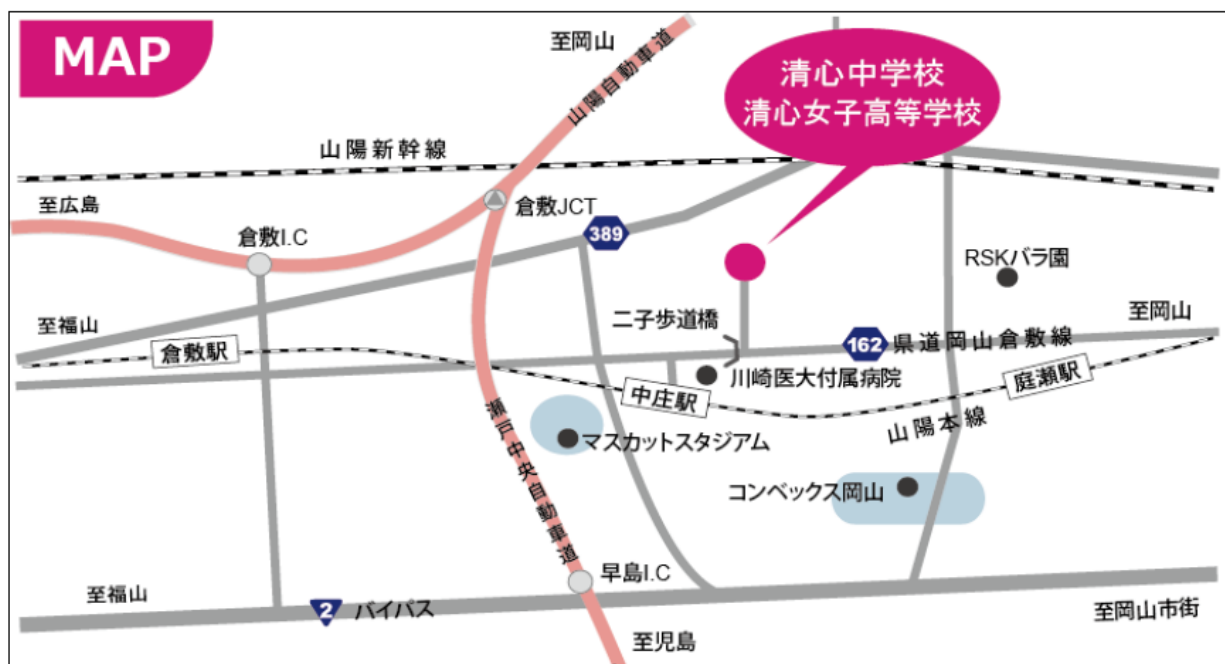 MAP
至岡山
山陽自動車道
清心中学校
清心女子高等学校
山陽新幹線
至広島
倉敷JCT
倉敷I.C
389
RSKバラ園
至福山
二子歩道橋
至岡山
倉敷駅
162
県道岡山倉敷線
川崎医大付属病院
中庄駅
庭瀬駅
瀬戸中央自動車道
山陽本線
マスカットスタジアム
コンベックス岡山
早島I.C
至福山
2
バイパス
至岡山市街
至児島